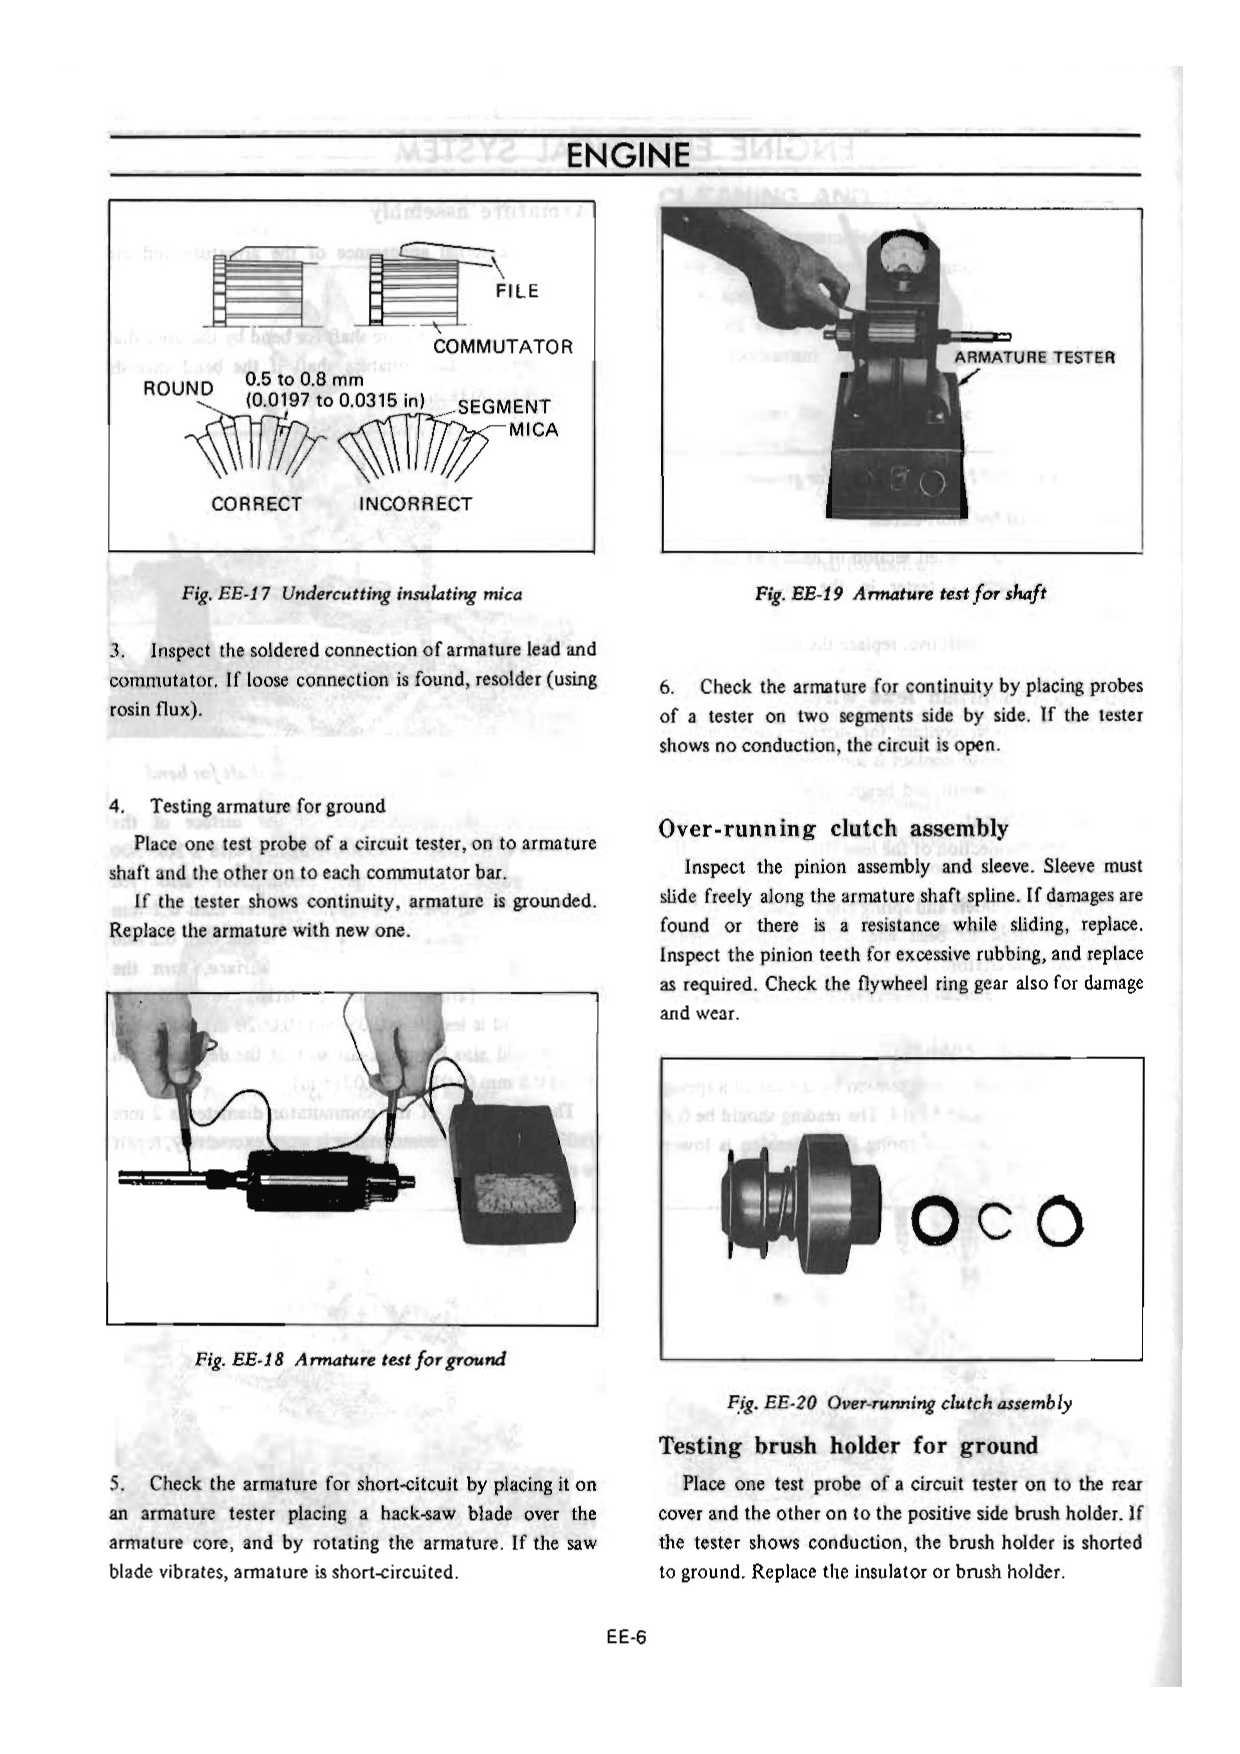 ENGINE
FILE
COMMUTATOR
ROUND
0.5 to 0.8 mm
(0.0197 to 0.0315 in)
SEGMENT
MICA
CORRECT
INCORRECT
Fig. EE-17 Undercutting insulating mica
3. Inspect the soldered connection of armature lead and
commutator. If loose connection is found, resolder (using
rosin flux).
4. Testing armature for ground
Place one test probe of a circuit tester, on to armature
shaft and the other on to each commutator bar.
If the tester shows continuity, armature is grounded.
Replace the armature with new one.
Fig. EE-18 Armature test for ground
5. Check the armature for short-citcuit by placing it on
an armature tester placing a hack-saw blade over the
armature core, and by rotating the armature. If the saw
blade vibrates, armature is short-circuited.
ARMATURE TESTER
Fig. EE-19 Armature test for shaft
6. Check the armature for continuity by placing probes
of a tester on two segments side by side. If the tester
shows no conduction, the circuit is open.
Over-running clutch assembly
Inspect the pinion assembly and sleeve. Sleeve must
slide freely along the armature shaft spline. If damages are
found or there is a resistance while sliding, replace.
Inspect the pinion teeth for excessive rubbing, and replace
as required. Check the flywheel ring gear also for damage
and wear.
Fig. EE-20 Over-running clutch assembly
Testing brush holder for ground
Place one test probe of a circuit tester on to the rear
cover and the other on to the positive side brush holder. If
the tester shows conduction, the brush holder is shorted
to ground. Replace the insulator or brush holder.
EE-6